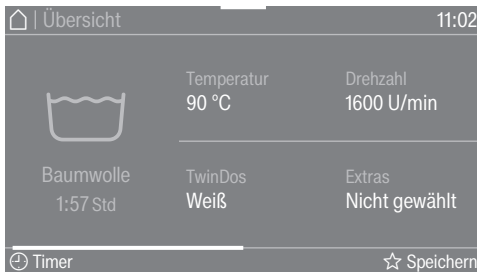 Übersicht 11:02
Temperatur Drehzahl
90 °C 1600 U/min
Baumwolle
1:57 Std
TwinDos Extras
Weiß Nicht gewählt
Timer Speichern